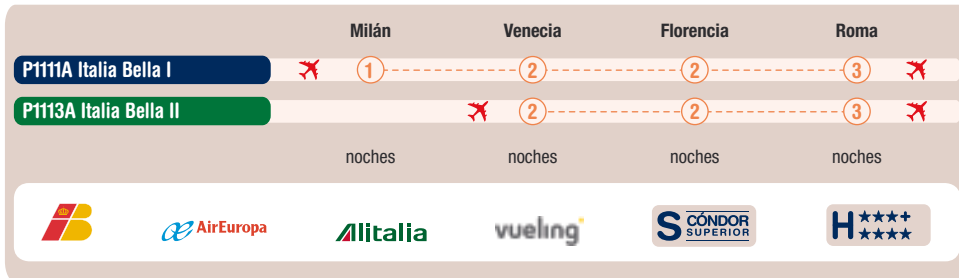 Milán Venecia Florencia Roma
P1111A Italia Bella I 1 2 2 3
P1113A Italia Bella II 2 2 3
noches noches noches noches
IB AirEuropa Alitalia vueling S CÓNDOR SUPERIOR H ★★★+ ★★★★